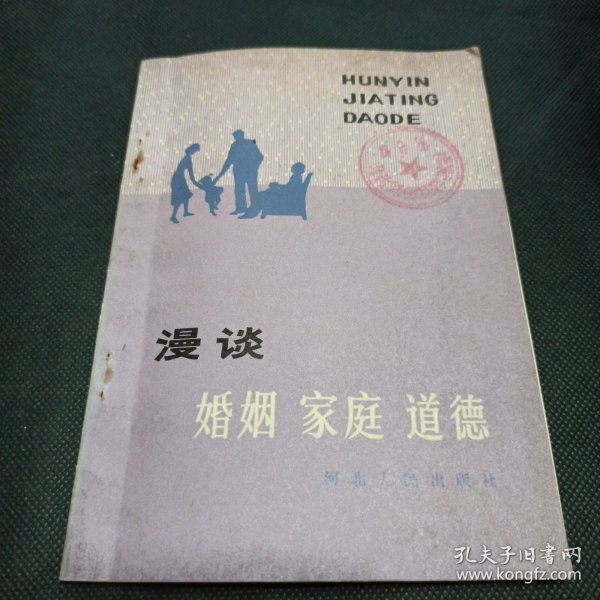 HUNYIN
JIATING
DAODE
漫谈
婚姻 家庭 道德
河北人民出版社
孔夫子旧书网
www.kongfz.com